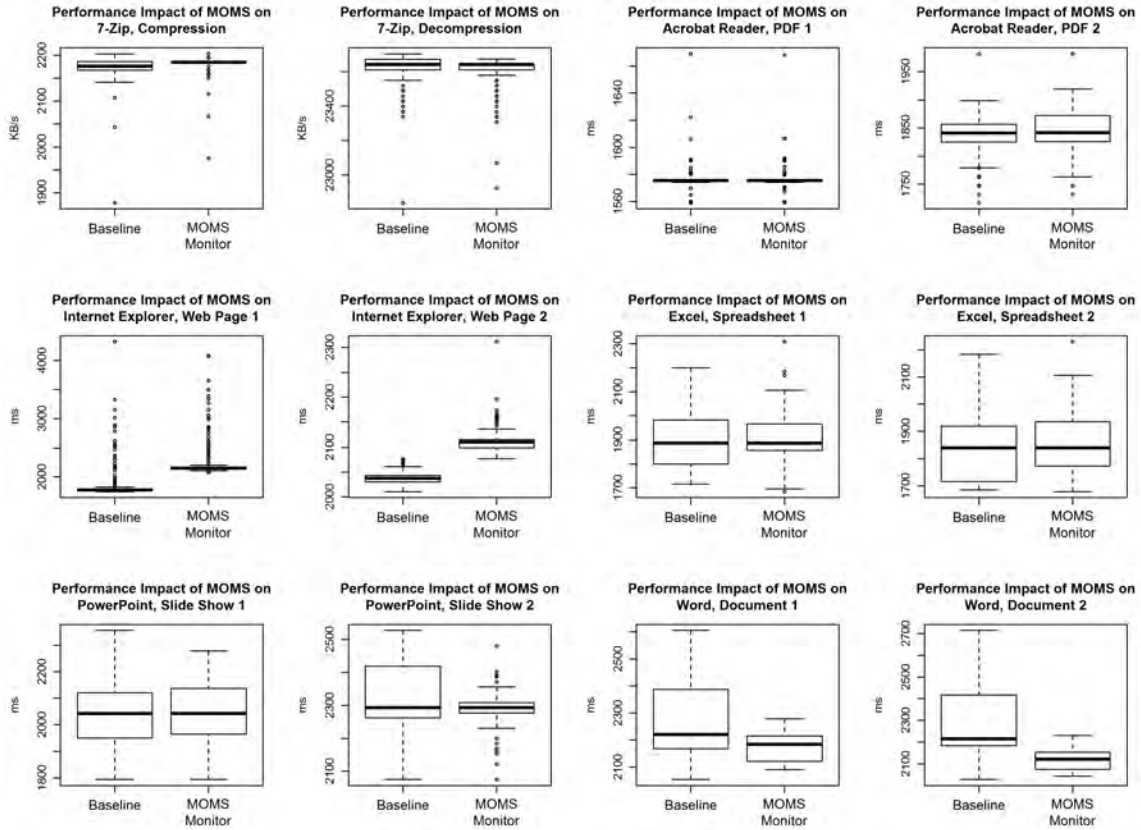 Performance Impact of MOMS on
7-Zip, Compression
KB/s
1900
2000
2100
2200
Baseline
MOMS
Monitor
Performance Impact of MOMS on
7-Zip, Decompression
KB/s
23000
23400
Baseline
MOMS
Monitor
Performance Impact of MOMS on
Acrobat Reader, PDF 1
ms
1560
1600
1640
Baseline
MOMS
Monitor
Performance Impact of MOMS on
Acrobat Reader, PDF 2
ms
1750
1850
1950
Baseline
MOMS
Monitor
Performance Impact of MOMS on
Internet Explorer, Web Page 1
ms
2000
3000
4000
Baseline
MOMS
Monitor
Performance Impact of MOMS on
Internet Explorer, Web Page 2
ms
2000
2100
2200
2300
Baseline
MOMS
Monitor
Performance Impact of MOMS on
Excel, Spreadsheet 1
ms
1700
1900
2100
2300
Baseline
MOMS
Monitor
Performance Impact of MOMS on
Excel, Spreadsheet 2
ms
1700
1900
2100
Baseline
MOMS
Monitor
Performance Impact of MOMS on
PowerPoint, Slide Show 1
ms
1800
2000
2200
Baseline
MOMS
Monitor
Performance Impact of MOMS on
PowerPoint, Slide Show 2
ms
2100
2300
2500
Baseline
MOMS
Monitor
Performance Impact of MOMS on
Word, Document 1
ms
2100
2300
2500
Baseline
MOMS
Monitor
Performance Impact of MOMS on
Word, Document 2
ms
2100
2300
2500
2700
Baseline
MOMS
Monitor